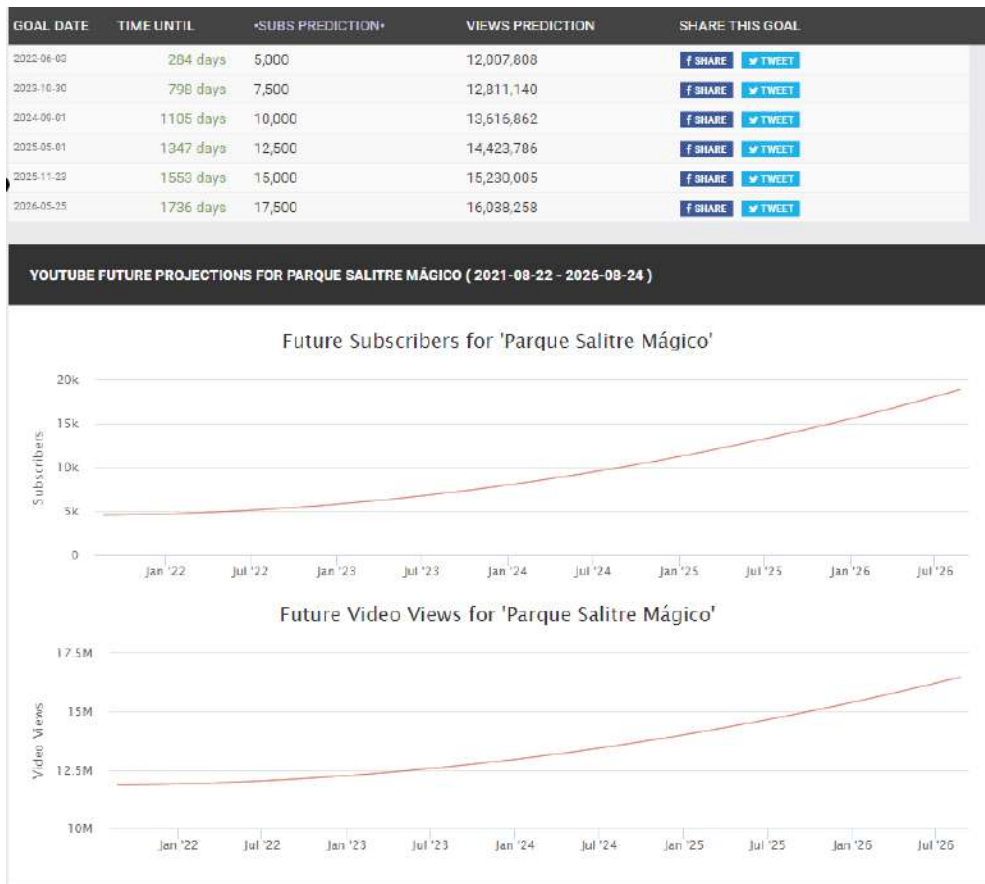 GOAL DATE TIME UNTIL •SUBS PREDICTION• VIEWS PREDICTION SHARE THIS GOAL
2022-06-03 284 days 5,000 12,007,808 f SHARE TWEET
2023-10-30 798 days 7,500 12,811,140 f SHARE TWEET
2024-09-01 1105 days 10,000 13,616,862 f SHARE TWEET
2025-05-01 1347 days 12,500 14,423,786 f SHARE TWEET
2025-11-23 1553 days 15,000 15,230,005 f SHARE TWEET
2026-05-25 1736 days 17,500 16,038,258 f SHARE TWEET
YOUTUBE FUTURE PROJECTIONS FOR PARQUE SALITRE MÁGICO ( 2021-08-22 - 2026-08-24 )
Future Subscribers for 'Parque Salitre Mágico'
Subscribers
20k
15k
10k
5k
0
Jan '22 Jul '22 Jan '23 Jul '23 Jan '24 Jul '24 Jan '25 Jul '25 Jan '26 Jul '26
Future Video Views for 'Parque Salitre Mágico'
Video Views
17.5M
15M
12.5M
10M
Jan '22 Jul '22 Jan '23 Jul '23 Jan '24 Jul '24 Jan '25 Jul '25 Jan '26 Jul '26